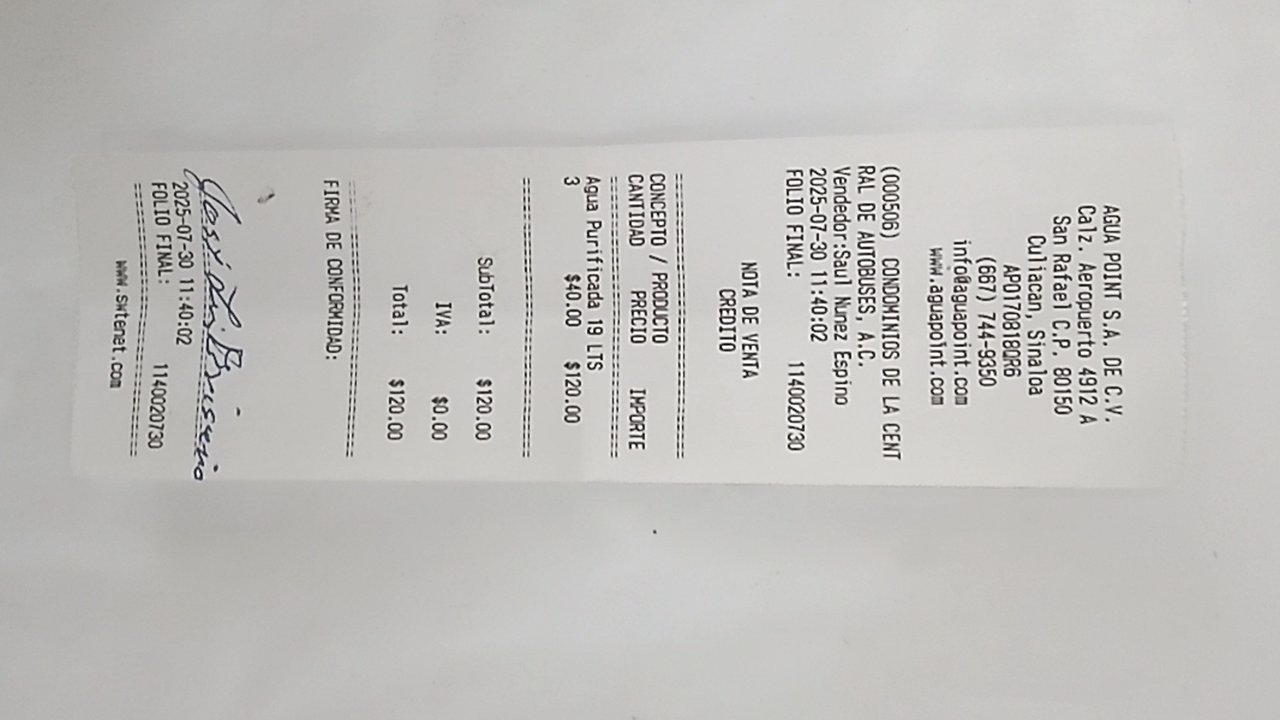 AGUA POINT S.A. DE C.V.
Calz. Aeropuerto 4912 A
San Rafael C.P. 80150
Culiacan, Sinaloa
APO170818QR6
(667) 744-9350
info@aguapoint.com
www.aguapoint.com
NOTA DE VENTA
CREDITO
(000506) CONDOMINIOS DE LA CENT
RAL DE AUTOBUSES, A.C.
Vendedor:Saul Nunez Espino
2025-07-30 11:40:02
FOLIO FINAL: 1140020730
CONCEPTO / PRODUCTO
CANTIDAD PRECIO IMPORTE
Agua Purificada 19 LTS
3 $40.00 $120.00
SubTotal: $120.00
IVA: $0.00
Total: $120.00
FIRMA DE CONFORMIDAD:
2025-07-30 11:40:02
FOLIO FINAL: 1140020730
www.swtenet.com